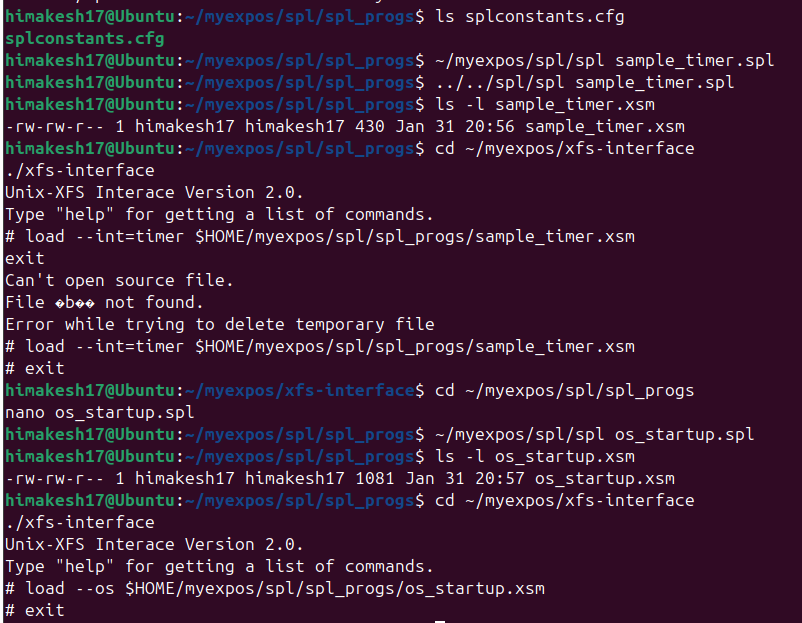 himakesh17@Ubuntu:~/myexpos/spl/spl_progs$ ls splconstants.cfg
splconstants.cfg
himakesh17@Ubuntu:~/myexpos/spl/spl_progs$ ~/myexpos/spl/spl sample_timer.spl
himakesh17@Ubuntu:~/myexpos/spl/spl_progs$ ../../spl/spl sample_timer.spl
himakesh17@Ubuntu:~/myexpos/spl/spl_progs$ ls -l sample_timer.xsm
-rw-rw-r-- 1 himakesh17 himakesh17 430 Jan 31 20:56 sample_timer.xsm
himakesh17@Ubuntu:~/myexpos/spl/spl_progs$ cd ~/myexpos/xfs-interface
./xfs-interface
Unix-XFS Interace Version 2.0.
Type "help" for getting a list of commands.
# load --int=timer $HOME/myexpos/spl/spl_progs/sample_timer.xsm
exit
Can't open source file.
File �b�� not found.
Error while trying to delete temporary file
# load --int=timer $HOME/myexpos/spl/spl_progs/sample_timer.xsm
# exit
himakesh17@Ubuntu:~/myexpos/xfs-interface$ cd ~/myexpos/spl/spl_progs
nano os_startup.spl
himakesh17@Ubuntu:~/myexpos/spl/spl_progs$ ~/myexpos/spl/spl os_startup.spl
himakesh17@Ubuntu:~/myexpos/spl/spl_progs$ ls -l os_startup.xsm
-rw-rw-r-- 1 himakesh17 himakesh17 1081 Jan 31 20:57 os_startup.xsm
himakesh17@Ubuntu:~/myexpos/spl/spl_progs$ cd ~/myexpos/xfs-interface
./xfs-interface
Unix-XFS Interace Version 2.0.
Type "help" for getting a list of commands.
# load --os $HOME/myexpos/spl/spl_progs/os_startup.xsm
# exit